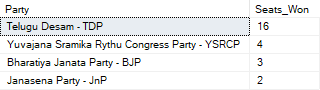 Party Seats_Won
Telugu Desam - TDP 16
Yuvajana Sramika Rythu Congress Party - YSRCP 4
Bharatiya Janata Party - BJP 3
Janasena Party - JnP 2